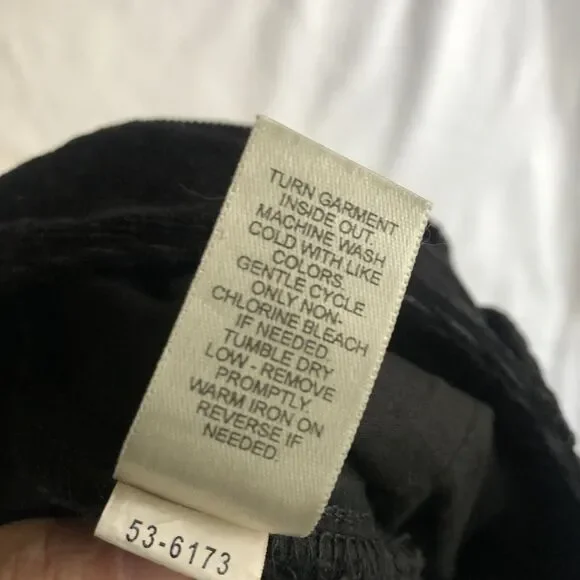 TURN GARMENT
INSIDE OUT.
MACHINE WASH
COLD WITH LIKE
COLORS.
GENTLE CYCLE.
ONLY NON-
CHLORINE BLEACH
IF NEEDED.
TUMBLE DRY
LOW - REMOVE
PROMPTLY.
WARM IRON ON
REVERSE IF
NEEDED.
53-6173